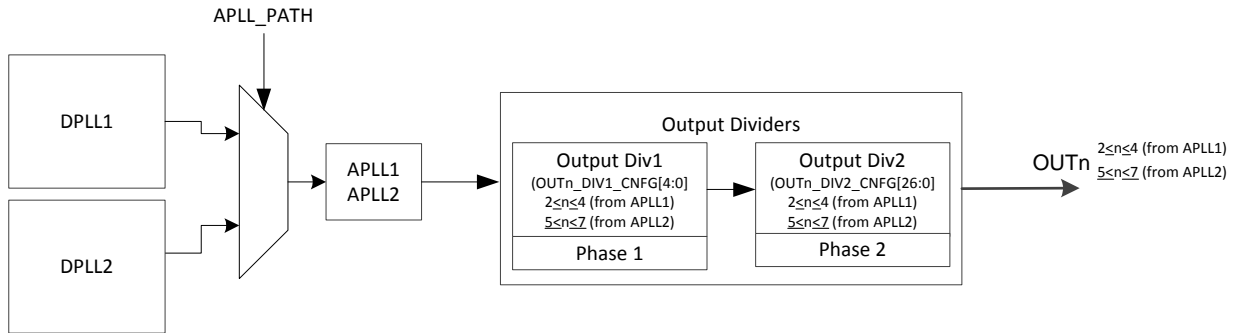 APLL_PATH
DPLL1
DPLL2
APLL1
APLL2
Output Dividers
Output Div1
(OUTn_DIV1_CNFG[4:0]
2≤n≤4 (from APLL1)
5≤n≤7 (from APLL2)
Phase 1
Output Div2
(OUTn_DIV2_CNFG[26:0]
2≤n≤4 (from APLL1)
5≤n≤7 (from APLL2)
Phase 2
OUTn
2≤n≤4 (from APLL1)
5≤n≤7 (from APLL2)